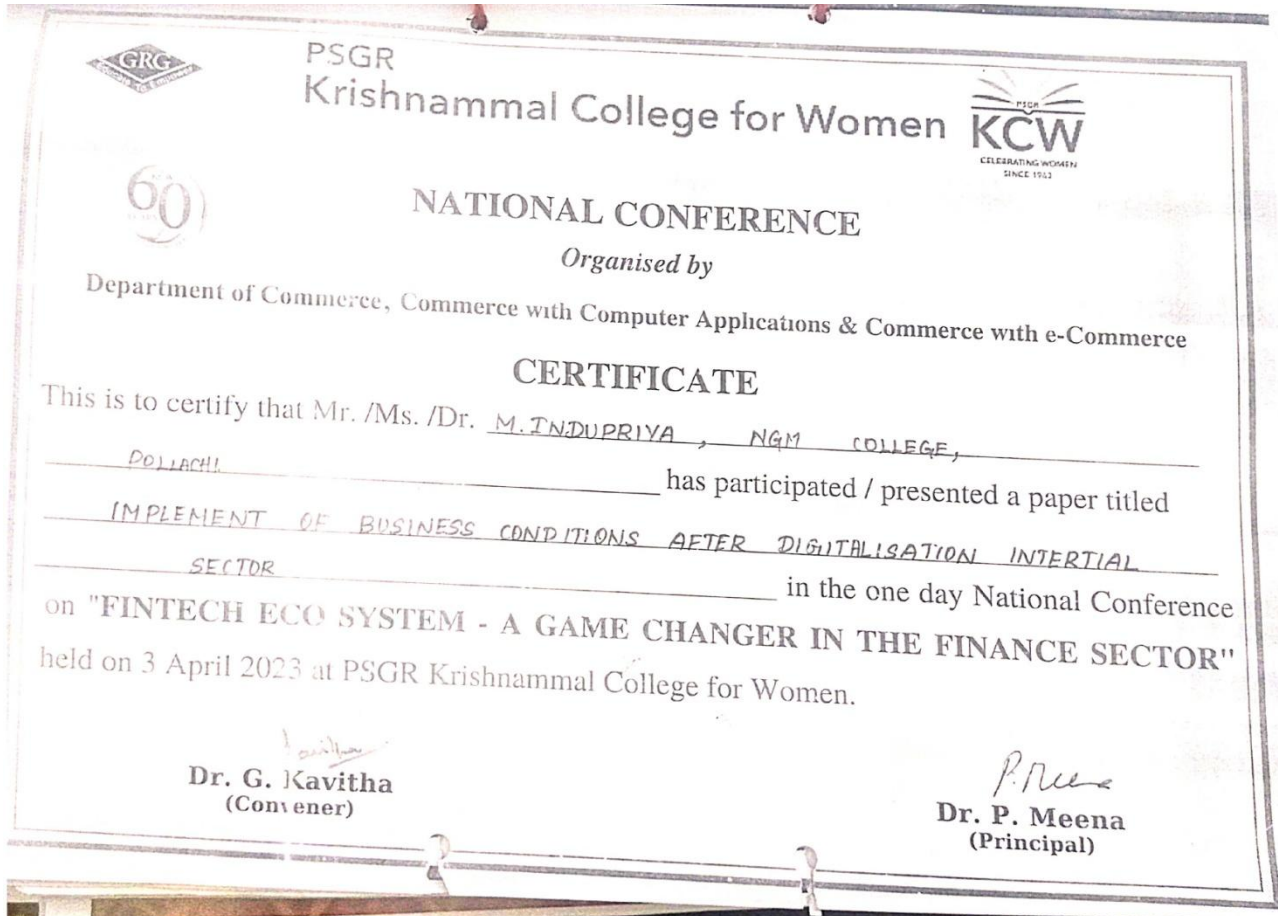 GRG
PSGR
Krishnammal College for Women
PSGR
KCW
CELEBRATING WOMEN
SINCE 1963
60
NATIONAL CONFERENCE
Organised by
Department of Commerce, Commerce with Computer Applications & Commerce with e-Commerce
CERTIFICATE
This is to certify that Mr. /Ms. /Dr. M. INDUPRIYA, NGM COLLEGE,
POLLACHI has participated / presented a paper titled
IMPLEMENT OF BUSINESS CONDITIONS AFTER DIGITALISATION INTERTIAL
SECTOR in the one day National Conference
on "FINTECH ECO SYSTEM - A GAME CHANGER IN THE FINANCE SECTOR"
held on 3 April 2023 at PSGR Krishnammal College for Women.
P. Meena
Dr. G. Kavitha
(Convener)
Dr. P. Meena
(Principal)